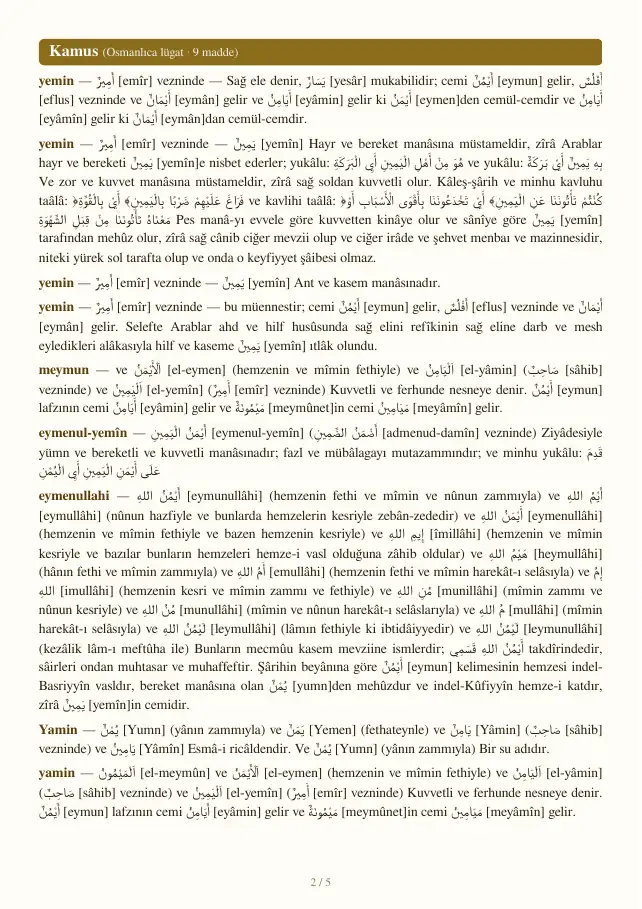 Kamus (Osmanlıca lügat · 9 madde)
yemin — أَمِيرٌ [emîr] vezninde — Sağ ele denir, يَسَارٌ [yesâr] mukabilidir; cemi أَيْمُنٌ [eymun] gelir, أَفْلُسٌ
[eflus] vezninde ve أَيْمَانٌ [eymân] gelir ve أَيَامِنُ [eyâmin] gelir ki أَيْمَنُ [eymen]den cemül-cemdir ve أَيَامِينُ
[eyâmîn] gelir ki أَيْمَانٌ [eymân]dan cemül-cemdir.
yemin — أَمِيرٌ [emîr] vezninde — يَمِينٌ [yemîn] Hayr ve bereket manâsına müstameldir, zîrâ Arablar
hayr ve bereketi يَمِينٌ [yemîn]e nisbet ederler; yukâlu: هُوَ مِنْ أَهْلِ الْيَمِينِ أَيِ الْبَرَكَةِ ve yukâlu: بِهِ يَمِينٌ أَيْ بَرَكَةٌ
Ve zor ve kuvvet manâsına müstameldir, zîrâ sağ soldan kuvvetli olur. Kâleş-şârih ve minhu kavluhu
taâlâ: ﴿فَرَاغَ عَلَيْهِمْ ضَرْبًا بِالْيَمِينِ﴾ أَيْ بِالْقُوَّةِ ve kavlihi taâlâ: ﴿كُنْتُمْ تَأْتُونَنَا عَنِ الْيَمِينِ﴾ أَيْ تَخْدَعُونَنَا بِأَقْوَى الْأَسْبَابِ أَوْ
مَعْنَاهُ تَأْتُونَنَا مِنْ قِبَلِ الشَّهْوَةِ Pes manâ-yı evvele göre kuvvetten kinâye olur ve sânîye göre يَمِينٌ [yemîn]
tarafından mehûz olur, zîrâ sağ cânib ciğer mevzii olup ve ciğer irâde ve şehvet menbaı ve mazinnesidir,
niteki yürek sol tarafta olup ve onda o keyfiyyet şâibesi olmaz.
yemin — أَمِيرٌ [emîr] vezninde — يَمِينٌ [yemîn] Ant ve kasem manâsınadır.
yemin — أَمِيرٌ [emîr] vezninde — bu müennestir; cemi أَيْمُنٌ [eymun] gelir, أَفْلُسٌ [eflus] vezninde ve أَيْمَانٌ
[eymân] gelir. Selefte Arablar ahd ve hilf husûsunda sağ elini refîkinin sağ eline darb ve mesh
eyledikleri alâkasıyla hilf ve kaseme يَمِينٌ [yemîn] ıtlâk olundu.
meymun — ve اَلْأَيْمَنُ [el-eymen] (hemzenin ve mîmin fethiyle) ve اَلْيَامِنُ [el-yâmin] (صَاحِبٌ [sâhib]
vezninde) ve اَلْيَمِينُ [el-yemîn] (أَمِيرٌ [emîr] vezninde) Kuvvetli ve ferhunde nesneye denir. أَيْمُنٌ [eymun]
lafzının cemi أَيَامِنُ [eyâmin] gelir ve مَيْمُونَةٌ [meymûnet]in cemi مَيَامِينُ [meyâmîn] gelir.
eymenul-yemîn — أَيْمَنُ الْيَمِينِ [eymenul-yemîn] (أَضْمَنُ الضَّمِينِ [admenud-damîn] vezninde) Ziyâdesiyle
yümn ve bereketli ve kuvvetli manâsınadır; fazl ve mübâlagayı mutazammındır; ve minhu yukâlu: قَدِمَ
عَلَى أَيْمَنِ الْيَمِينِ أَيِ الْيُمْنِ
eymenullahi — أَيْمُنُ اللهِ [eymunullâhi] (hemzenin fethi ve mîmin ve nûnun zammıyla) ve أَيْمُ اللهِ
[eymullâhi] (nûnun hazfiyle ve bunlarda hemzelerin kesriyle zebân-zededir) ve أَيْمَنُ اللهِ [eymenullâhi]
(hemzenin ve mîmin fethiyle ve bazen hemzenin kesriyle) ve إِيمِ اللهِ [îmillâhi] (hemzenin ve mîmin
kesriyle ve bazılar bunların hemzeleri hemze-i vasl olduğuna zâhib oldular) ve هَيْمُ اللهِ [heymullâhi]
(hânın fethi ve mîmin zammıyla) ve أَمُ اللهِ [emullâhi] (hemzenin fethi ve mîmin harekât-ı selâsıyla) ve إِمُ
اللهِ [imullâhi] (hemzenin kesri ve mîmin zammı ve fethiyle) ve مُنِ اللهِ [munillâhi] (mîmin zammı ve
nûnun kesriyle) ve مُنُ اللهِ [munullâhi] (mîmin ve nûnun harekât-ı selâslarıyla) ve مُ اللهِ [mullâhi] (mîmin
harekât-ı selâsıyla) ve لَيْمُ اللهِ [leymullâhi] (lâmın fethiyle ki ibtidâiyyedir) ve لَيْمُنُ اللهِ [leymunullâhi]
(kezâlik lâm-ı meftûha ile) Bunların mecmûu kasem mevziine ismlerdir; أَيْمُنُ اللهِ قَسَمِي takdîrindedir,
sâirleri ondan muhtasar ve muhaffeftir. Şârihin beyânına göre أَيْمُنٌ [eymun] kelimesinin hemzesi indel-
Basriyyîn vasldır, bereket manâsına olan يُمْنٌ [yumn]den mehûzdur ve indel-Kûfiyyîn hemze-i katdır,
zîrâ يَمِينٌ [yemîn]in cemidir.
Yamin — يُمْنٌ [Yumn] (yânın zammıyla) ve يَمَنٌ [Yemen] (fethateynle) ve يَامِنٌ [Yâmin] (صَاحِبٌ [sâhib]
vezninde) ve يَامِينُ [Yâmîn] Esmâ-i ricâldendir. Ve يُمْنٌ [Yumn] (yânın zammıyla) Bir su adıdır.
yamin — اَلْمَيْمُونُ [el-meymûn] ve اَلْأَيْمَنُ [el-eymen] (hemzenin ve mîmin fethiyle) ve اَلْيَامِنُ [el-yâmin]
(صَاحِبٌ [sâhib] vezninde) ve اَلْيَمِينُ [el-yemîn] (أَمِيرٌ [emîr] vezninde) Kuvvetli ve ferhunde nesneye denir.
أَيْمُنٌ [eymun] lafzının cemi أَيَامِنُ [eyâmin] gelir ve مَيْمُونَةٌ [meymûnet]in cemi مَيَامِينُ [meyâmîn] gelir.
2 / 5